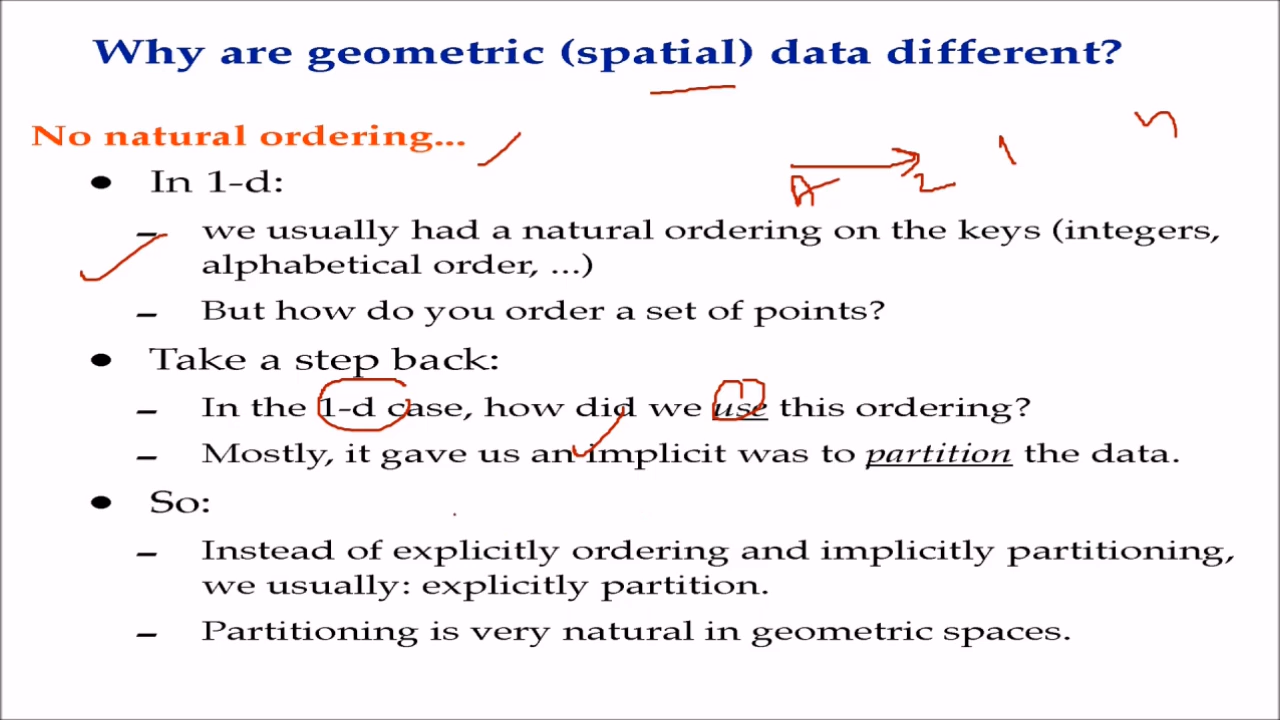 Why are geometric (spatial) data different?
No natural ordering...
● In 1-d:
– we usually had a natural ordering on the keys (integers,
alphabetical order, ...)
– But how do you order a set of points?
● Take a step back:
– In the 1-d case, how did we use this ordering?
– Mostly, it gave us an implicit was to partition the data.
● So:
– Instead of explicitly ordering and implicitly partitioning,
we usually: explicitly partition.
– Partitioning is very natural in geometric spaces.